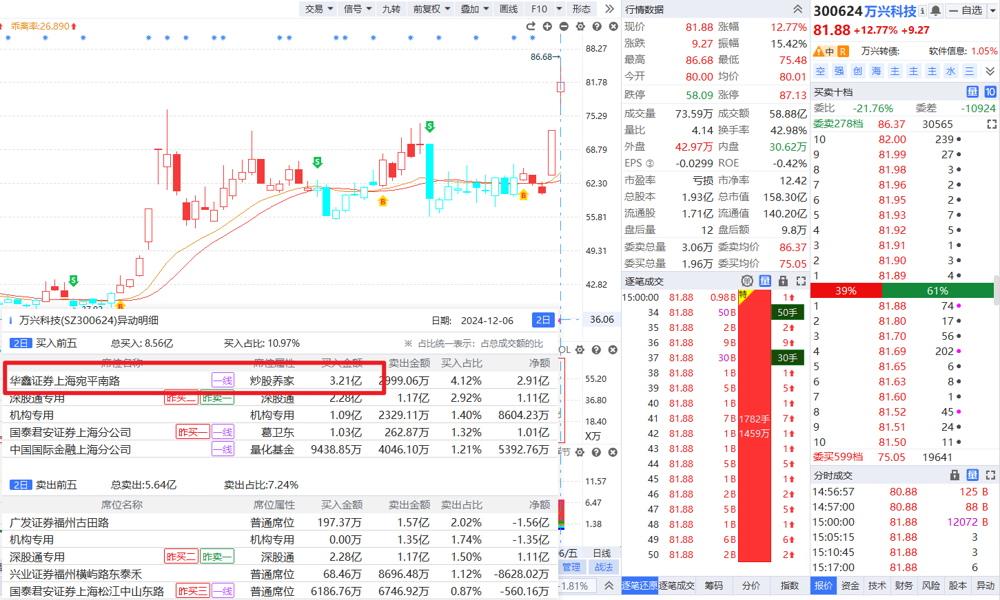 交易 信号 九转 前复权 叠加 画线 F10 形态
乖离率:26.890
86.68→
88.27
81.78
75.29
68.79
62.30
55.81
49.31
42.82
36.06
S
S
S
B
B
B
万兴科技(SZ300624)异动明细 日期: 2024-12-06 2日
2日 买入前五 总买入: 8.56亿 买入占比: 10.97% ※ 占比统一表示: 占总成交额的比
席位名称 席位属性 买入金额 卖出金额 买入占比 净额
华鑫证券上海宛平南路 一线 炒股养家 3.21亿 2999.06万 4.12% 2.91亿
深股通专用 昨买二 昨卖一 深股通 2.28亿 1.17亿 2.92% 1.11亿
机构专用 机构专用 1.09亿 2329.11万 1.40% 8604.23万
国泰君安证券上海分公司 昨买一 一线 葛卫东 1.03亿 262.87万 1.32% 1.01亿
中国国际金融上海分公司 一线 量化基金 9438.85万 4046.10万 1.21% 5392.76万
2日 卖出前五 总卖出:5.64亿 卖出占比:7.24%
席位名称 席位属性 买入金额 卖出金额 卖出占比 净额
广发证券福州古田路 普通席位 197.37万 1.57亿 2.02% -1.56亿
机构专用 机构专用 0.00万 1.35亿 1.74% -1.35亿
深股通专用 昨买二 昨卖一 深股通 2.28亿 1.17亿 1.50% 1.11亿
兴业证券福州横屿路东泰禾 普通席位 68.46万 8696.48万 1.12% -8628.02万
国泰君安证券上海松江中山东路 昨买三 一线 普通席位 6186.76万 6746.92万 0.87% -560.16万
OL
55.20
36.80
18.40
X万
11.57
6.47
1.38
/五 日线
管理 战法
-1.81%
行情数据
现价 81.88 涨幅 12.77%
涨跌 9.27 振幅 15.42%
最高 86.68 最低 75.48
今开 80.00 均价 80.01
跌停 58.09 涨停 87.13
成交量 73.59万 成交额 58.88亿
量比 4.14 换手率 42.98%
外盘 42.97万 内盘 30.62万
EPS ③ -0.0299 ROE -0.42%
市盈率 亏损 市净率 12.42
总股本 1.93亿 总市值 158.30亿
流通股 1.71亿 流通值 140.20亿
盘后量 12 盘后额 9.8万
委卖总量 3.06万 委卖均价 86.37
委买总量 1.96万 委买均价 75.05
逐笔成交 量
15:00:00 81.88 0.98B 特 1
34 81.88 50B 50手
35 81.88 2B 2
36 81.88 9B 9
37 81.88 30B 30手
38 81.88 1B 1
39 81.88 5B 5
40 81.88 1B 1
41 81.88 7B 1782手 7
42 81.88 1B 1459万 1
43 81.88 1B 1
44 81.88 5B 5
45 81.88 1B 1
46 81.88 2B 2
47 81.88 5B 5
48 81.88 1B 1
49 81.88 6B 6
50 81.88 2B 2
逐笔还原 逐笔成交 筹码 分价 指数
300624 万兴科技 自选
81.88 +12.77% +9.27
中 R 万兴转债: 软件信息: 1.05%
空 强 创 海 主 主 主 水 三
买卖十档 量 10
委比 -21.76% 委差 -10924
委卖278档 86.37 30565
10 82.00 239
9 81.99 27
8 81.98 3
7 81.96 2
6 81.95 2
5 81.93 7
4 81.92 5
3 81.91 1
2 81.90 3
1 81.89 4
39% 61%
1 81.88 74
2 81.80 17
3 81.70 56
4 81.69 202
5 81.65 6
6 81.63 8
7 81.60 1
8 81.52 45
9 81.51 24
10 81.50 11
委买599档 75.05 19641
分时成交 量
14:56:57 80.88 125 B
14:57:00 80.88 88 B
15:00:00 81.88 12072 B
15:05:15 81.88 3
15:10:45 81.88 3
15:17:00 81.88 6
报价 资金 技术 财务 风险 股本 异动